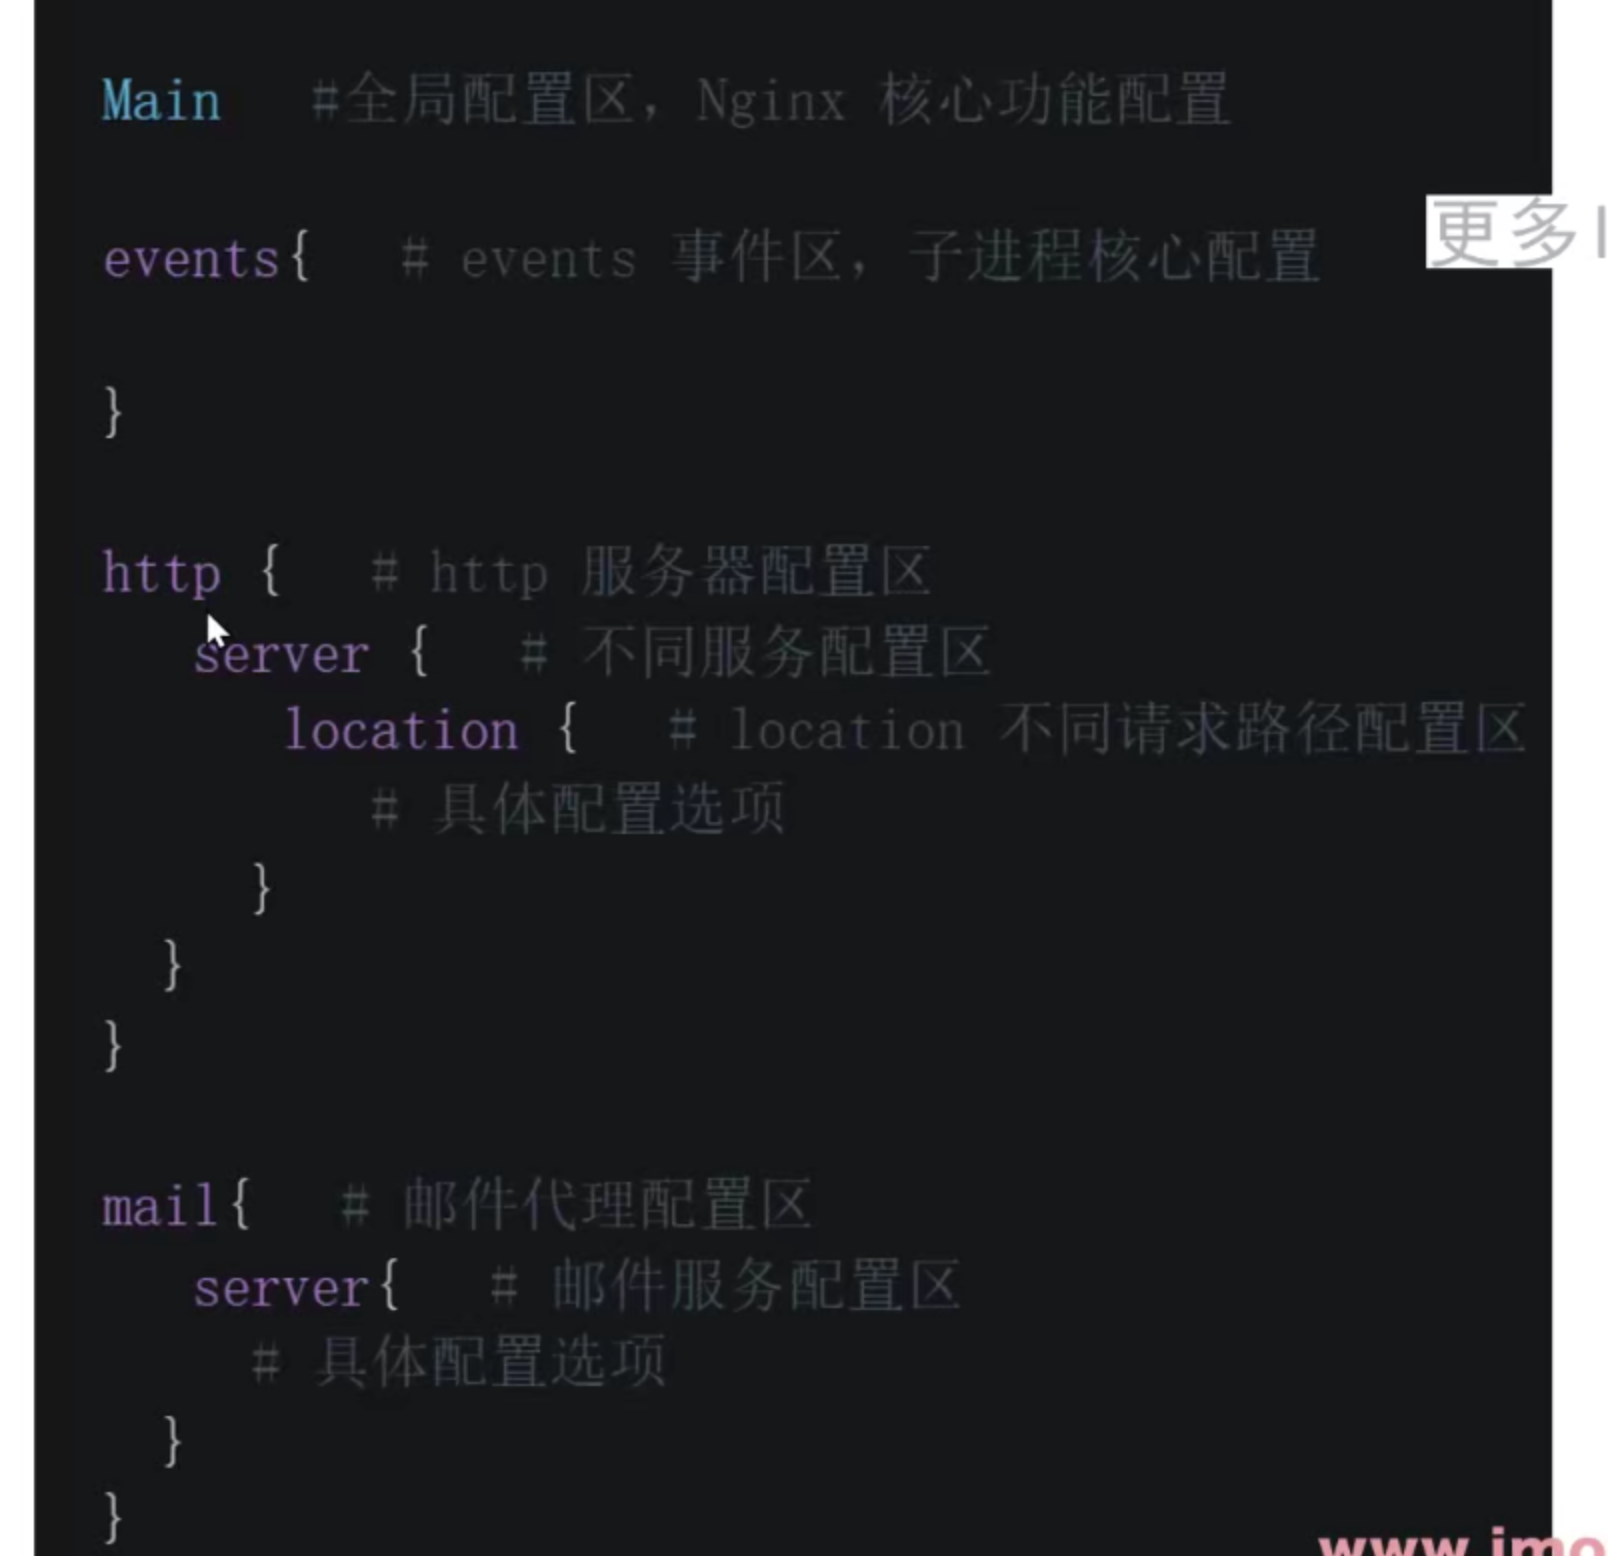 Main #全局配置区，Nginx 核心功能配置
更多
events{ # events 事件区，子进程核心配置
}
http { # http 服务器配置区
server { # 不同服务配置区
location { # location 不同请求路径配置区
# 具体配置选项
}
}
}
mail{ # 邮件代理配置区
server{ # 邮件服务配置区
# 具体配置选项
}
}
www.imo